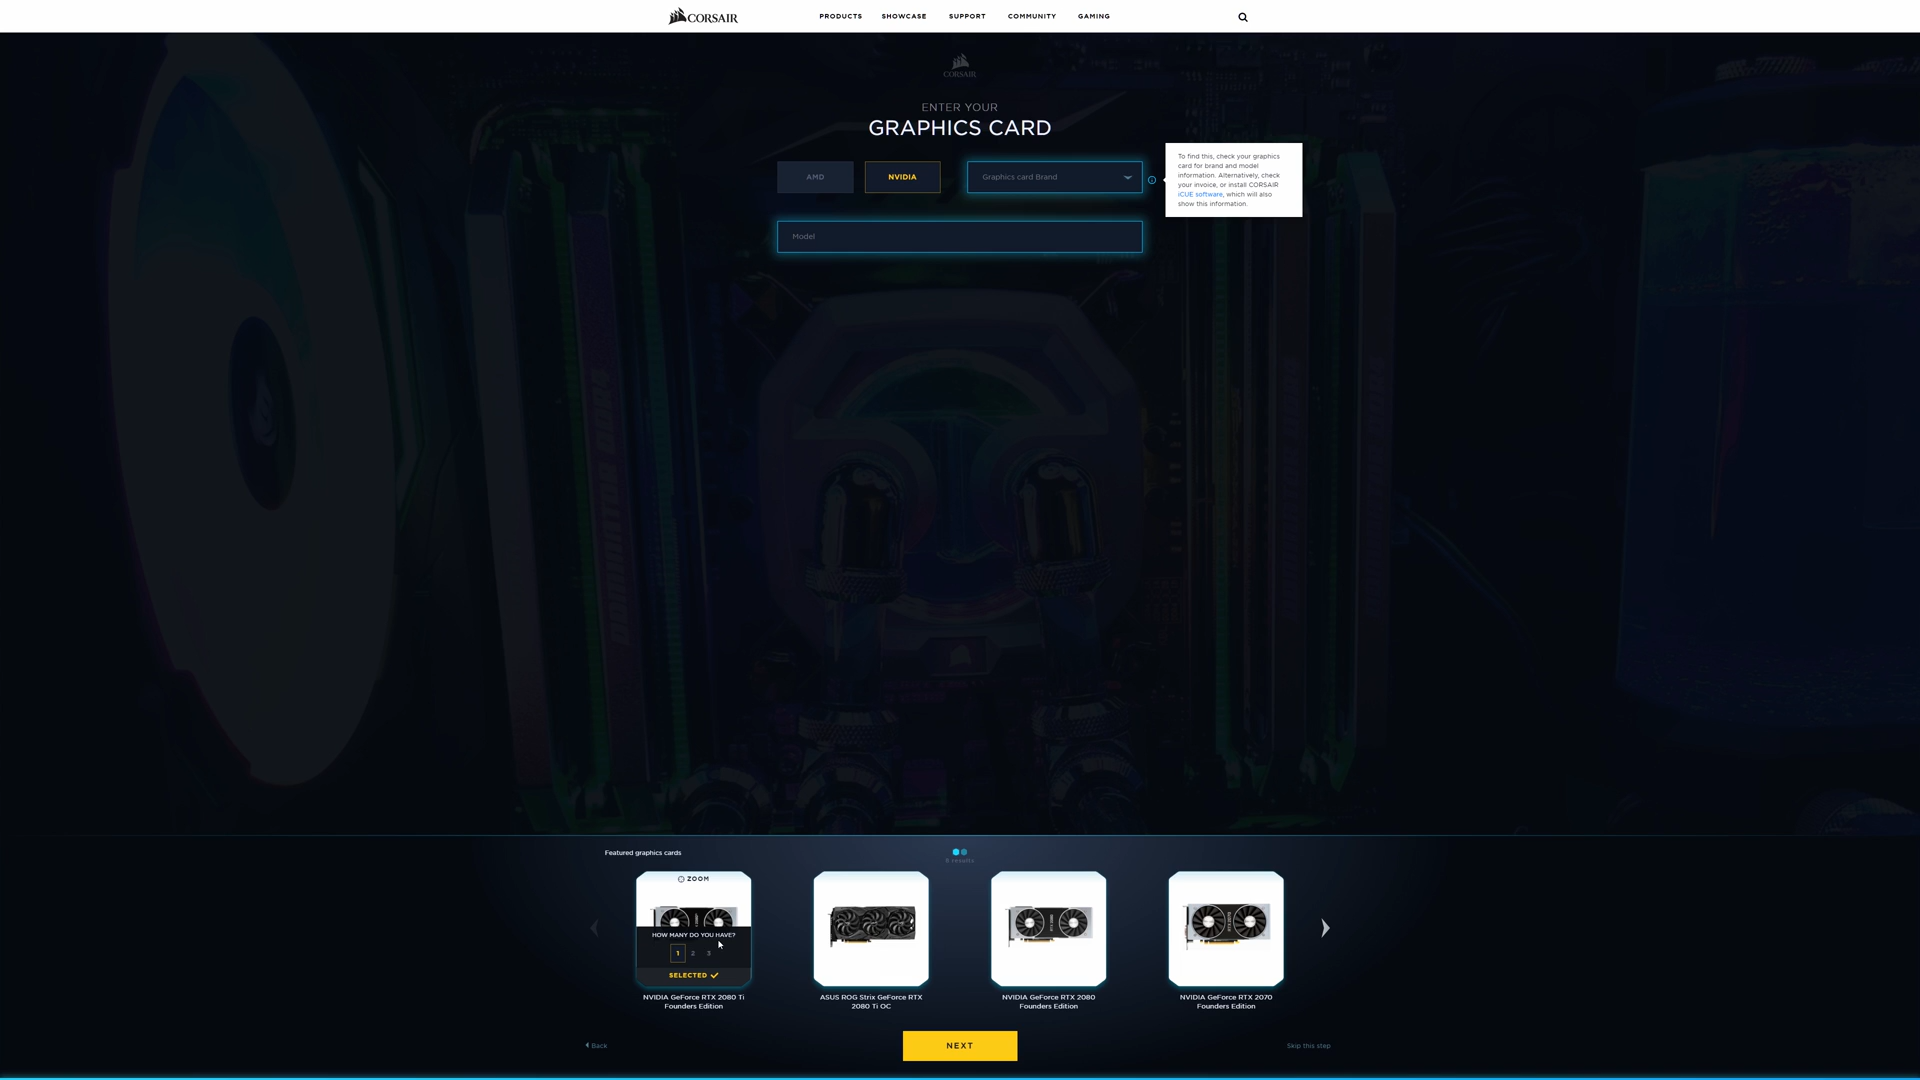 CORSAIR
PRODUCTS
SHOWCASE
SUPPORT
COMMUNITY
GAMING
CORSAIR
ENTER YOUR
GRAPHICS CARD
AMD
NVIDIA
Graphics card Brand
To find this, check your graphics
card for brand and model
information. Alternatively, check
your invoice, or install CORSAIR
iCUE software, which will also
show this information.
Model
Featured graphics cards
8 results
ZOOM
HOW MANY DO YOU HAVE?
1 2 3
SELECTED
NVIDIA GeForce RTX 2080 Ti
Founders Edition
ASUS ROG Strix GeForce RTX
2080 Ti OC
NVIDIA GeForce RTX 2080
Founders Edition
NVIDIA GeForce RTX 2070
Founders Edition
Back
NEXT
Skip this step